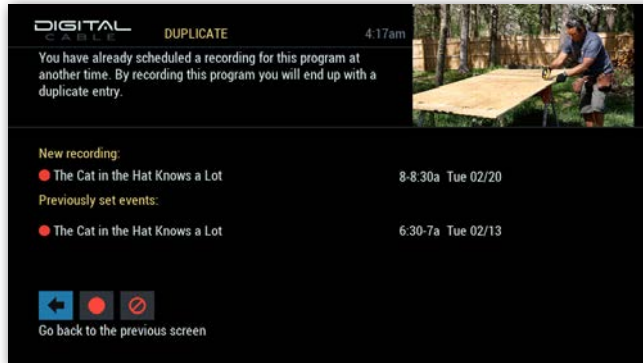 DIGITAL
CABLE
DUPLICATE
4:17am
You have already scheduled a recording for this program at
another time. By recording this program you will end up with a
duplicate entry.
New recording:
The Cat in the Hat Knows a Lot 8-8:30a Tue 02/20
Previously set events:
The Cat in the Hat Knows a Lot 6:30-7a Tue 02/13
Go back to the previous screen